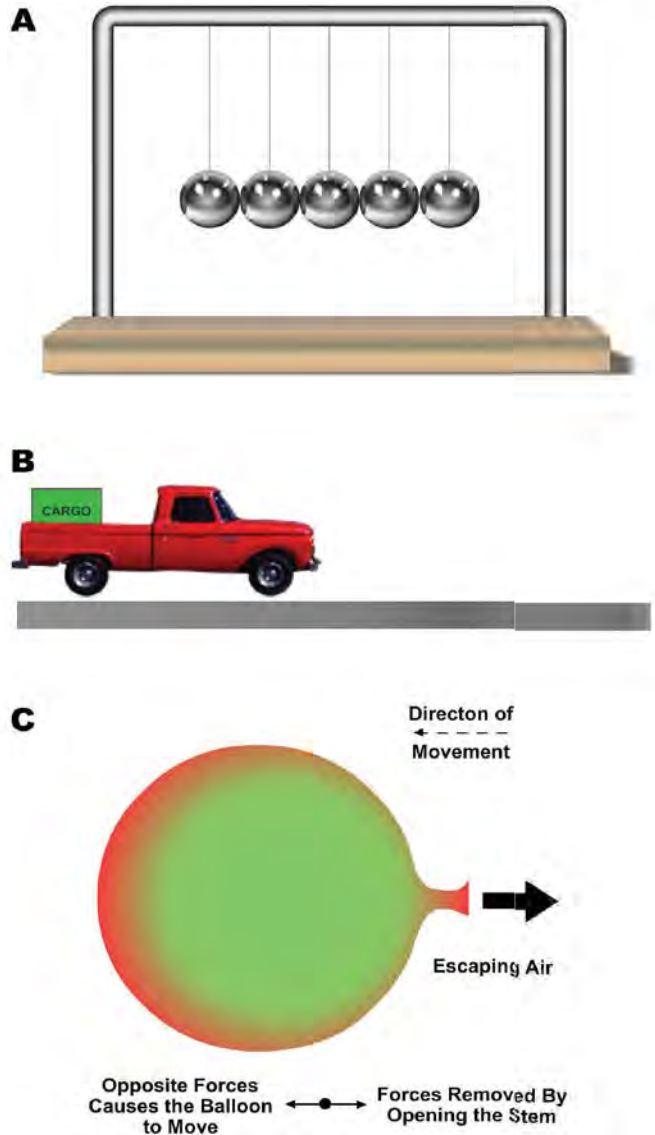 A
B
CARGO
C
Directon of
Movement
Escaping Air
Opposite Forces
Causes the Balloon
to Move
Forces Removed By
Opening the Stem